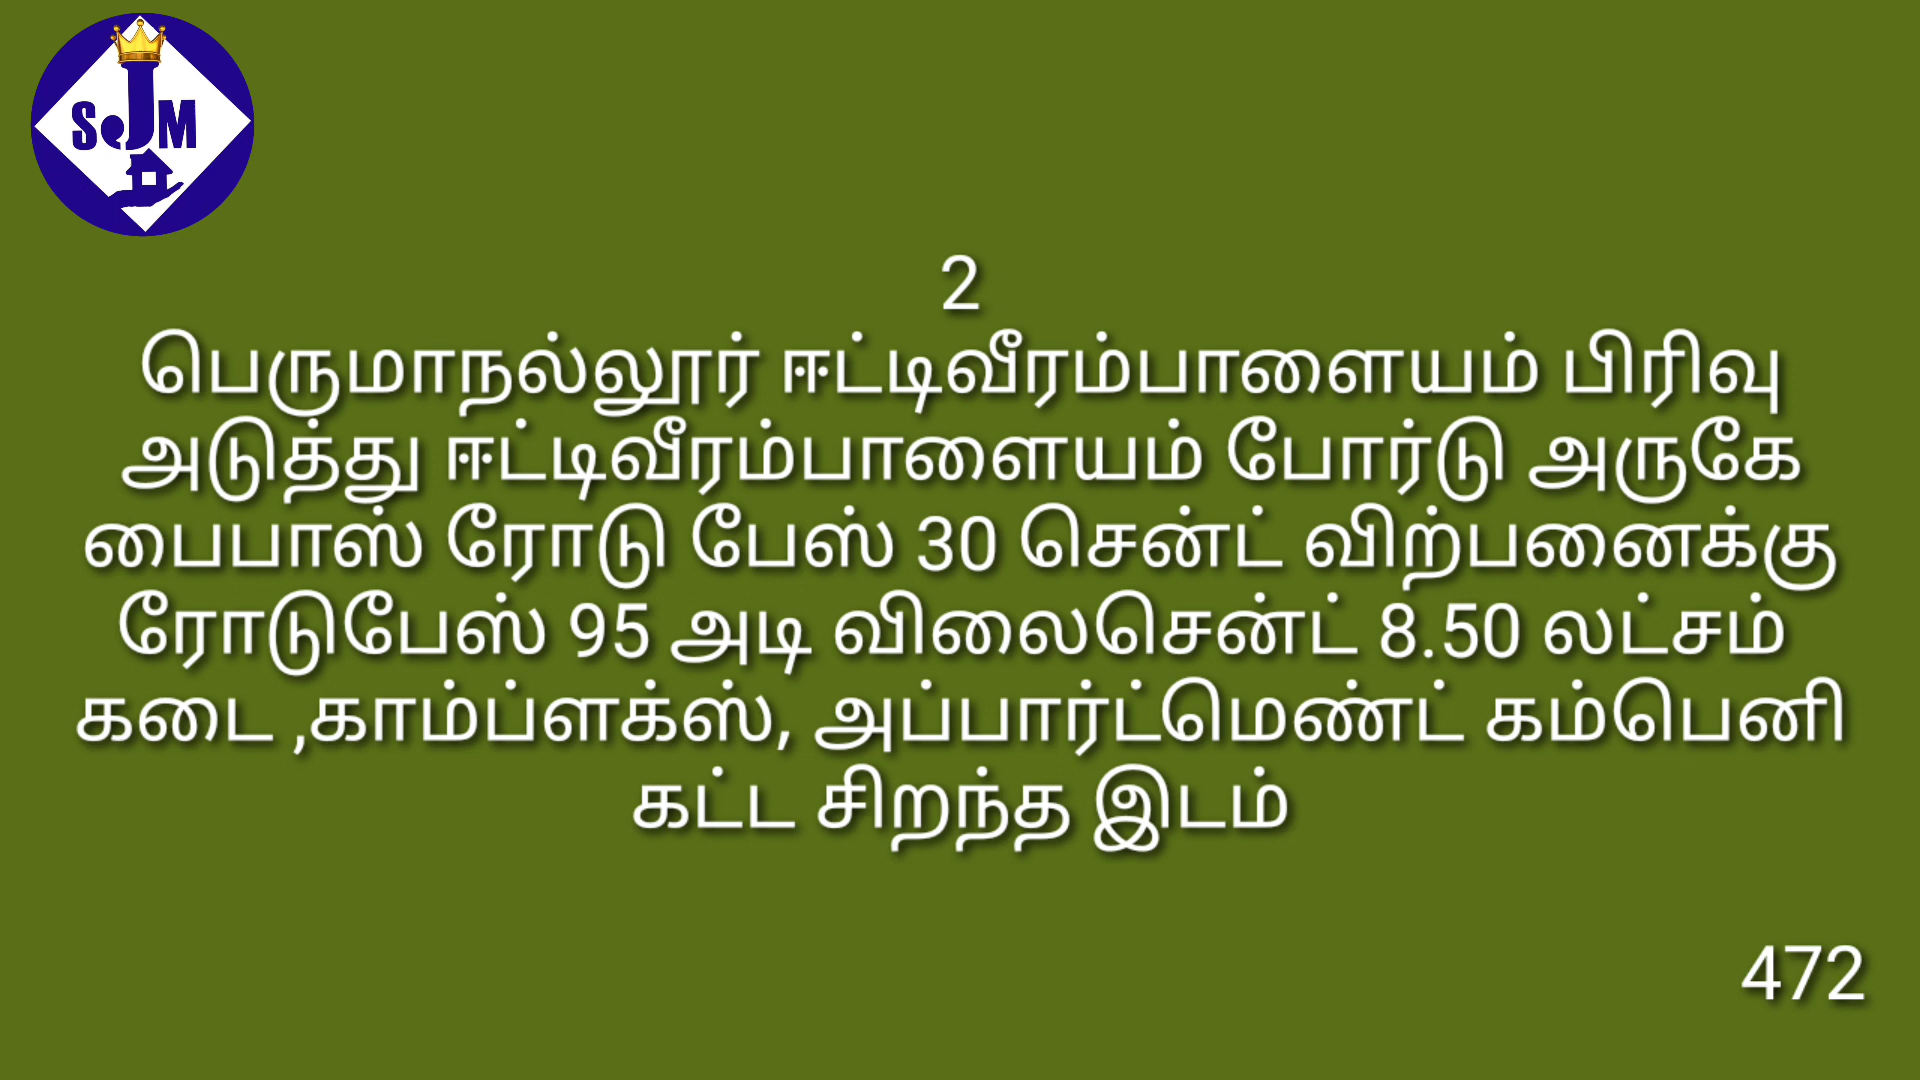 SJM
2
பெருமாநல்லூர் ஈட்டிவீரம்பாளையம் பிரிவு
அடுத்து ஈட்டிவீரம்பாளையம் போர்டு அருகே
பைபாஸ் ரோடு பேஸ் 30 சென்ட் விற்பனைக்கு
ரோடுபேஸ் 95 அடி விலைசென்ட் 8.50 லட்சம்
கடை ,காம்ப்ளக்ஸ், அப்பார்ட்மெண்ட் கம்பெனி
கட்ட சிறந்த இடம்
472